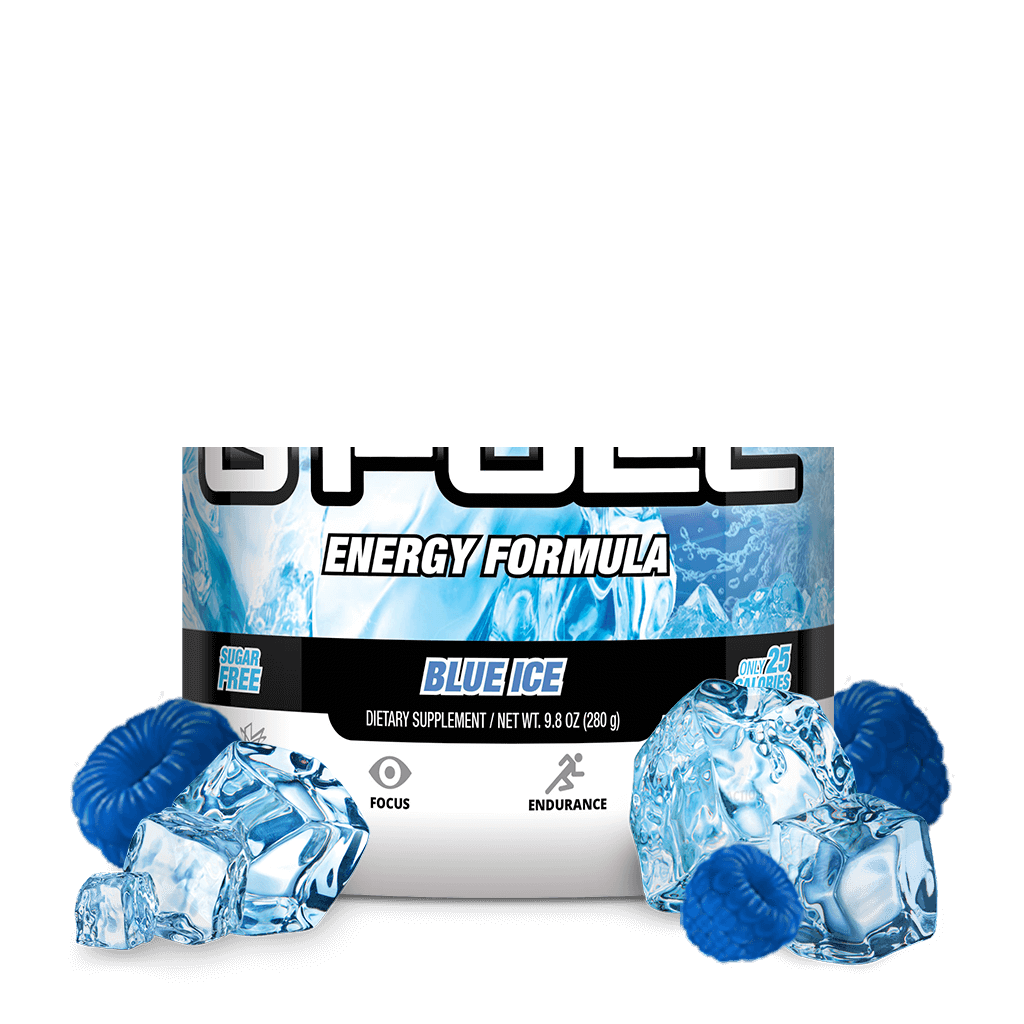 G FUEL
ENERGY FORMULA
SUGAR
FREE
BLUE ICE
ONLY 25
CALORIES
DIETARY SUPPLEMENT / NET WT. 9.8 OZ (280 g)
FOCUS
ENDURANCE